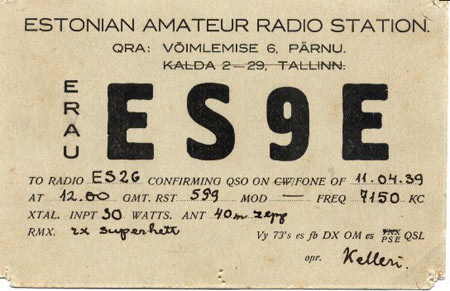 ESTONIAN AMATEUR RADIO STATION.
QRA: VÕIMLEMISE 6, PÄRNU.
KALDA 2–29, TALLINN.
ERAU
ES9E
TO RADIO ES2G CONFIRMING QSO ON CW/FONE OF 11.04.39
AT 12.00 GMT. RST 599 MOD — FREQ 7150 KC
XTAL. INPT 30 WATTS. ANT 40m zepp
RMX. rx superhett Vy 73's es fb DX OM es TNX PSE QSL
opr. Kelleri.